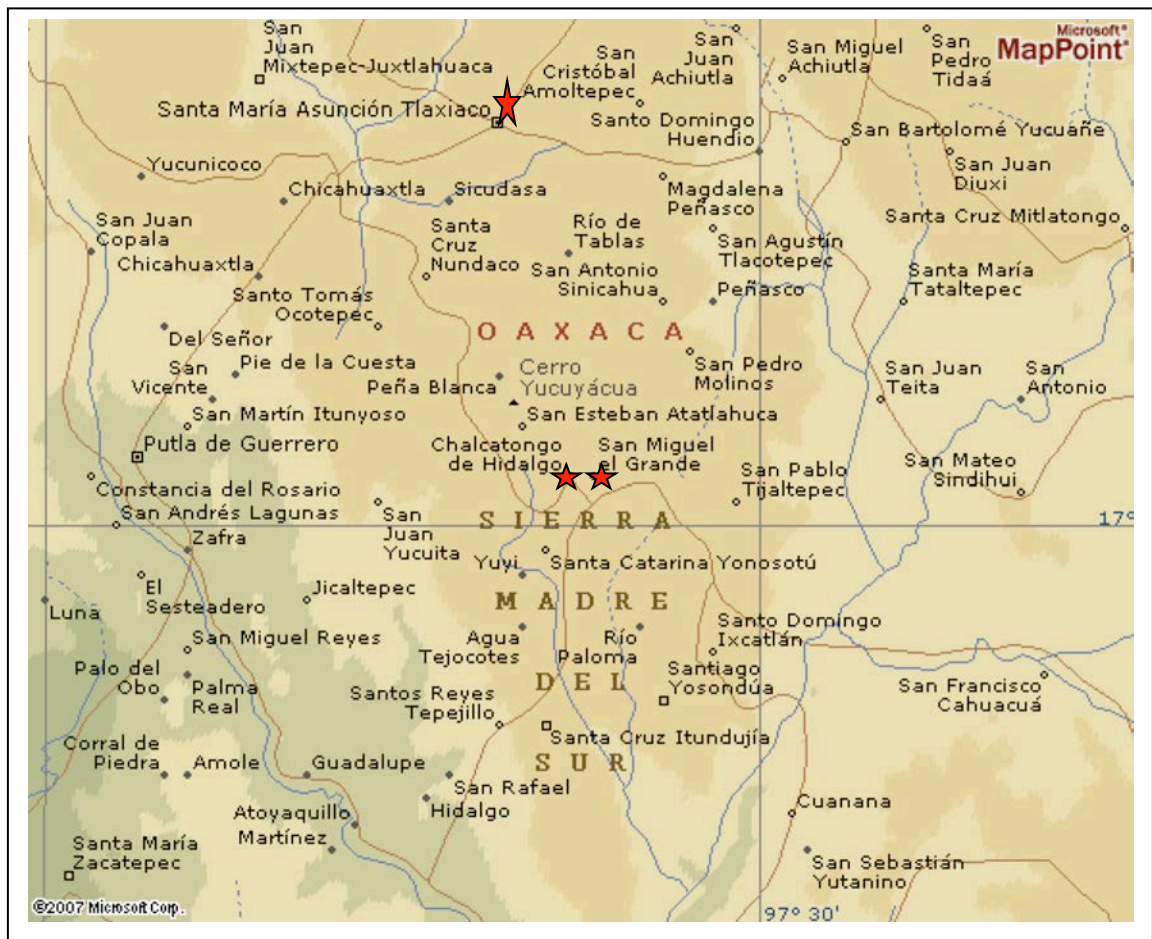 San
Juan
Mixtepec-Juxtlahuaca
San
Cristóbal
Amoltepec
San
Juan
Achiutla
San Miguel
Achiutla
San
Pedro
Tidaá
Microsoft®
MapPoint®
Santa María Asunción Tlaxiaco
Santo Domingo
Huendio
San Bartolomé Yucuañe
Yucunicoco
San Juan
Diuxi
Chicahuaxtla
Sicudasa
Magdalena
Peñasco
San Juan
Copala
Santa
Cruz
Nundaco
Río de
Tablas
San Agustín
Tlacotepec
Santa Cruz Mitlatongo
Chicahuaxtla
San Antonio
Sinicahua
Peñasco
Santa María
Tataltepec
Santo Tomás
Ocotepec
OAXACA
Del Señor
Pie de la Cuesta
Cerro
Yucuyácua
San Pedro
Molinos
San
Vicente
Peña Blanca
San Juan
Teita
San
Antonio
San Martín Itunyoso
San Esteban Atatlahuca
Putla de Guerrero
Chalcatongo
de Hidalgo
San Miguel
el Grande
San Pablo
Tijaltepec
San Mateo
Sindihui
Constancia del Rosario
San Andrés Lagunas
San
Juan
Yucuita
SIERRA
17°
Zafra
Yuyi
Santa Catarina Yonosotú
El
Sesteadero
Jicaltepec
MADRE
Luna
Santo Domingo
Ixcatlán
San Miguel Reyes
Agua
Tejocotes
Río
Paloma
Palo del
Obo
Palma
Real
Santos Reyes
Tepejillo
DEL
Santiago
Yosondúa
San Francisco
Cahuacuá
Santa Cruz Itundujía
Corral de
Piedra
Amole
Guadalupe
SUR
San Rafael
Hidalgo
Cuanana
Atoyaquillo
Martínez
Santa María
Zacatepec
San Sebastián
Yutanino
©2007 Microsoft Corp.
97° 30'